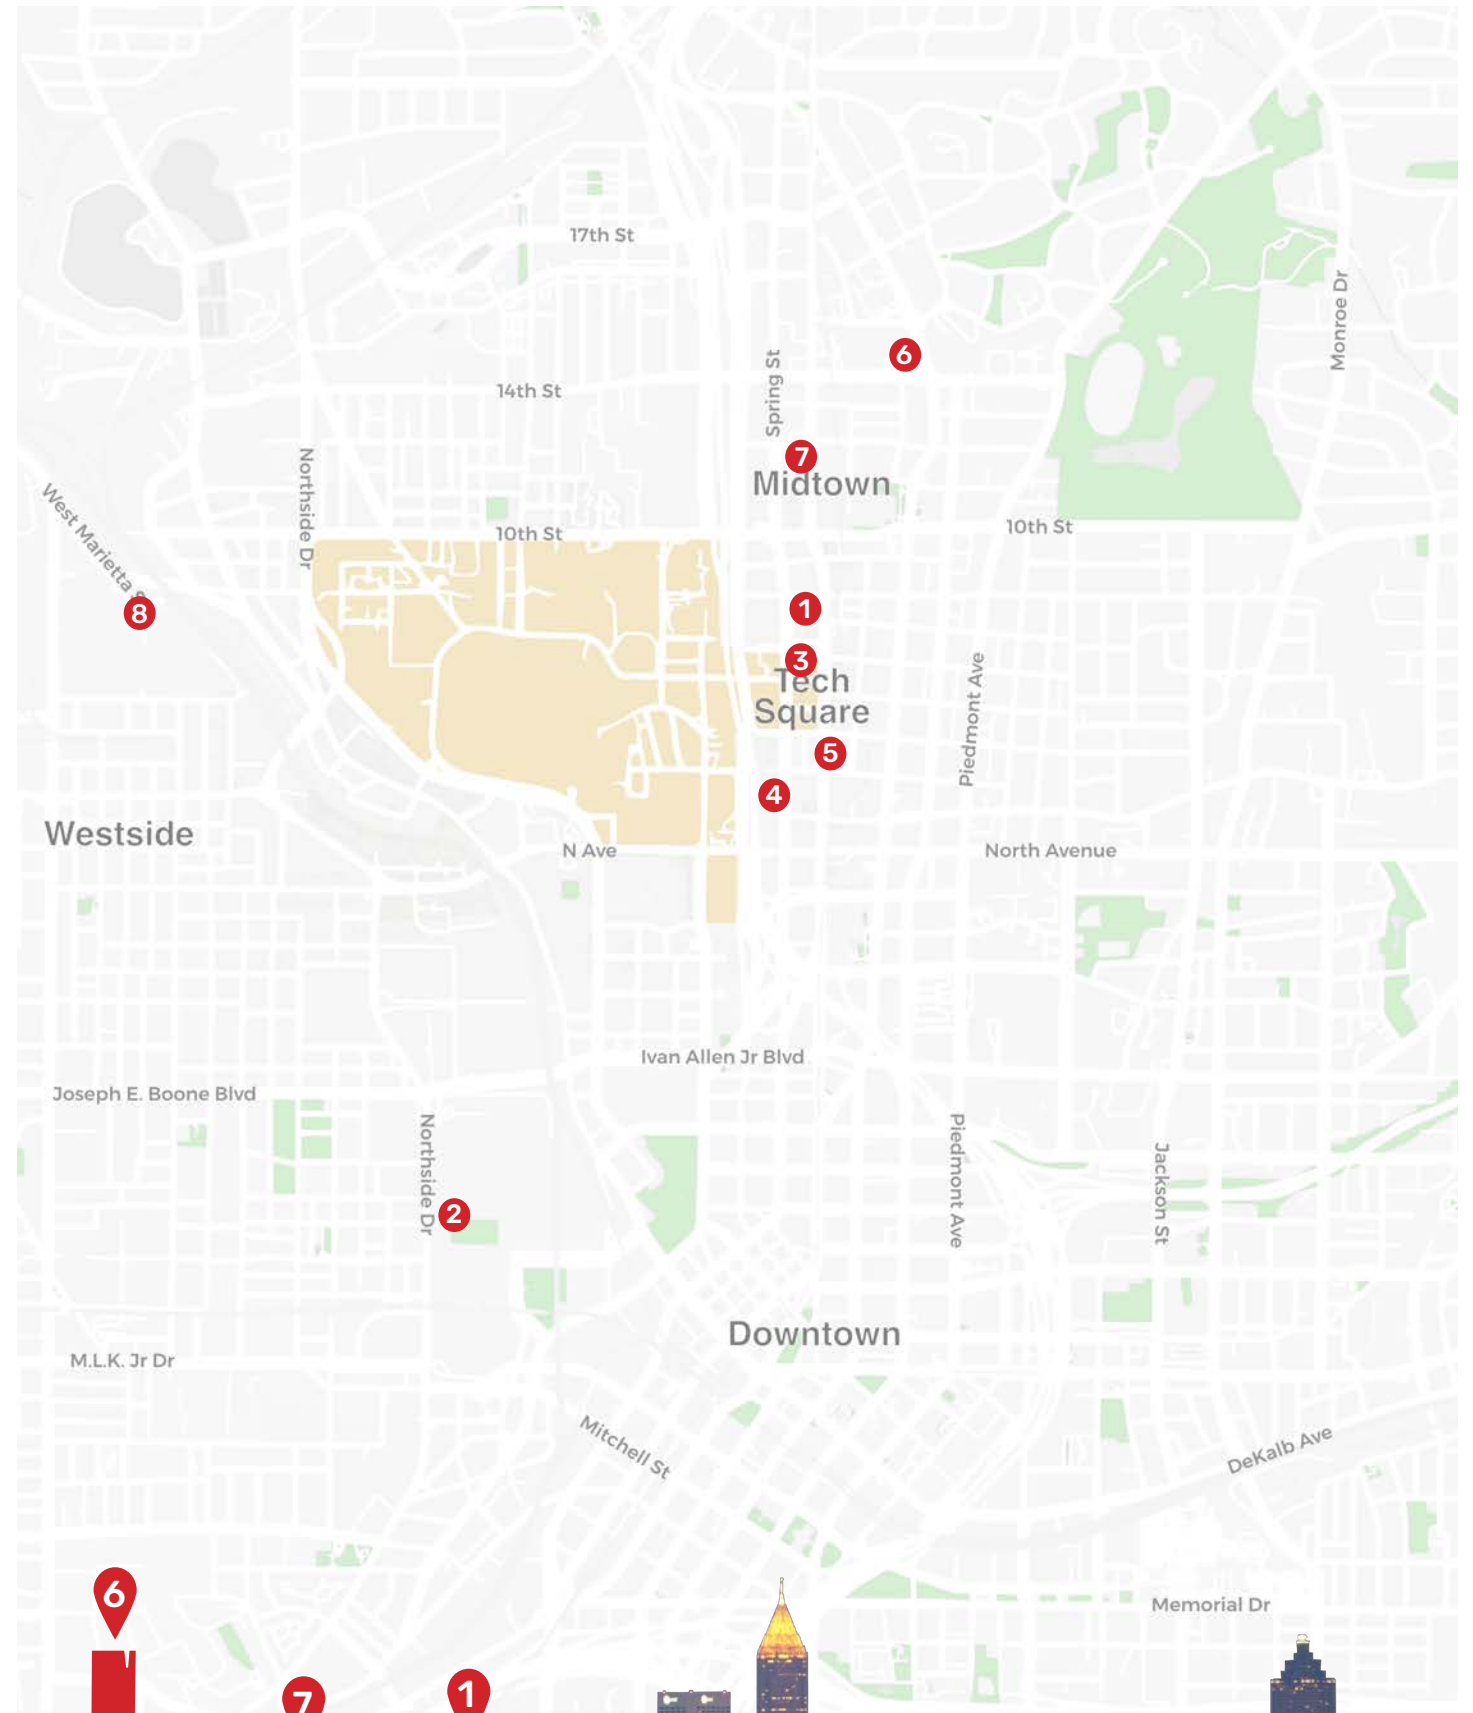 17th St
Monroe Dr
6
Spring St
14th St
7
Midtown
Northside Dr
West Marietta
10th St
10th St
8
1
3
Tech
Square
Piedmont Ave
5
4
Westside
N Ave
North Avenue
Ivan Allen Jr Blvd
Joseph E. Boone Blvd
Northside Dr
Piedmont Ave
Jackson St
2
Downtown
M.L.K. Jr Dr
Mitchell St
DeKalb Ave
6
Memorial Dr
7
1